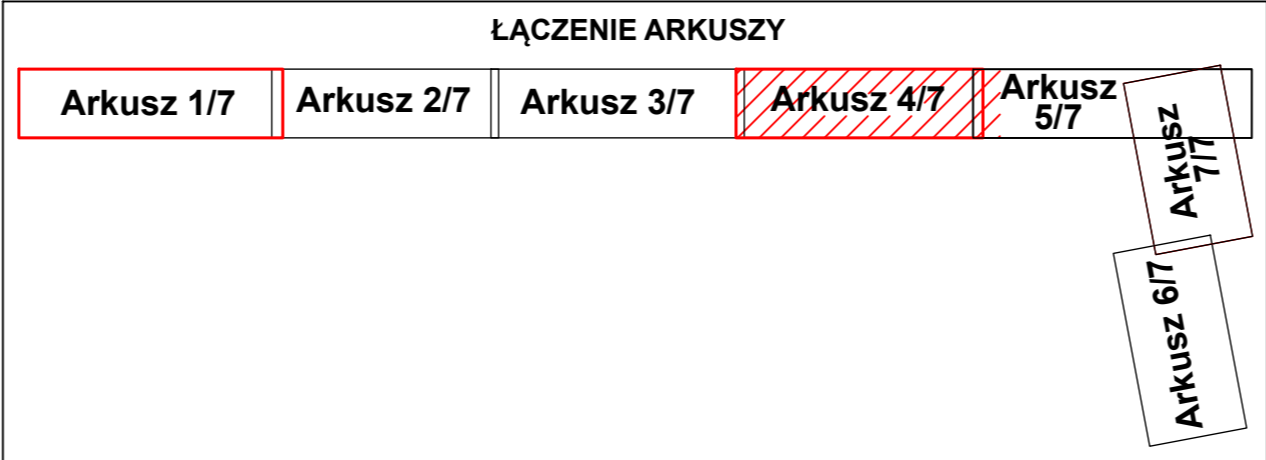 ŁĄCZENIE ARKUSZY
Arkusz 1/7
Arkusz 2/7
Arkusz 3/7
Arkusz 4/7
Arkusz
5/7
Arkusz
7/7
Arkusz 6/7